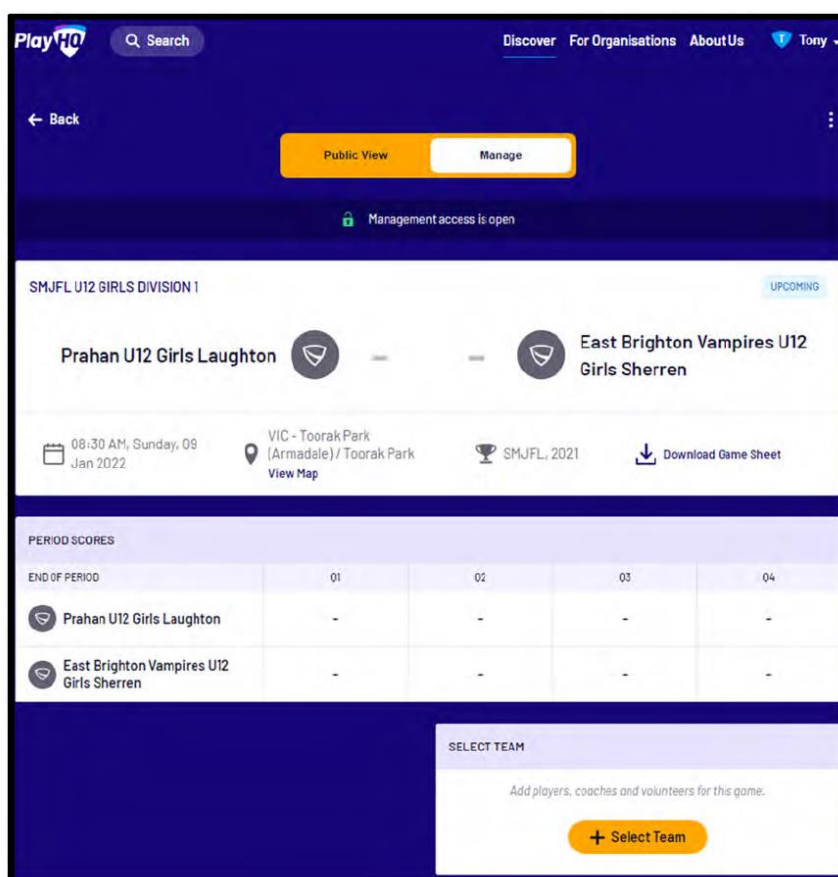 PlayHQ
Search
Discover For Organisations About Us T Tony
← Back
Public View Manage
Management access is open
SMJFL U12 GIRLS DIVISION 1 UPCOMING
Prahan U12 Girls Laughton – – East Brighton Vampires U12
Girls Sherren
08:30 AM, Sunday, 09
Jan 2022
VIC - Toorak Park
(Armadale) / Toorak Park
View Map
SMJFL, 2021
Download Game Sheet
PERIOD SCORES
END OF PERIOD Q1 Q2 Q3 Q4
Prahan U12 Girls Laughton - - - -
East Brighton Vampires U12
Girls Sherren - - - -
SELECT TEAM
Add players, coaches and volunteers for this game.
+ Select Team